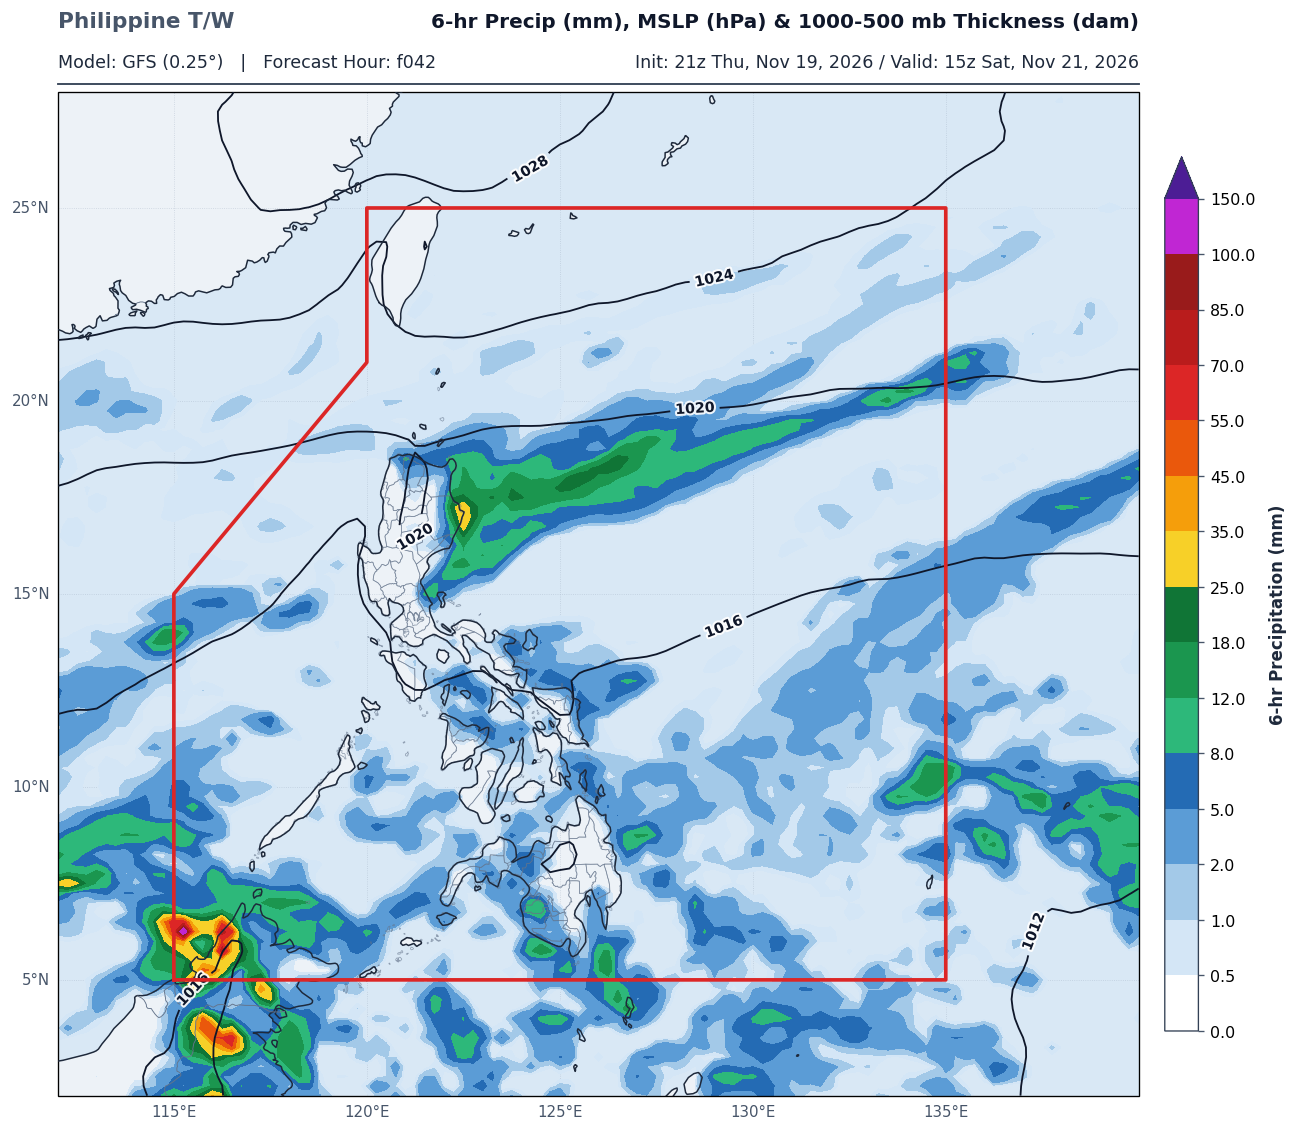 Philippine T/W
6-hr Precip (mm), MSLP (hPa) & 1000-500 mb Thickness (dam)
Model: GFS (0.25°) | Forecast Hour: f042
Init: 21z Thu, Nov 19, 2026 / Valid: 15z Sat, Nov 21, 2026
1028
25°N
1024
20°N
1020
1020
15°N
1016
10°N
1012
5°N
1016
115°E
120°E
125°E
130°E
135°E
150.0
100.0
85.0
70.0
55.0
45.0
35.0
25.0
18.0
12.0
8.0
5.0
2.0
1.0
0.5
0.0
6-hr Precipitation (mm)